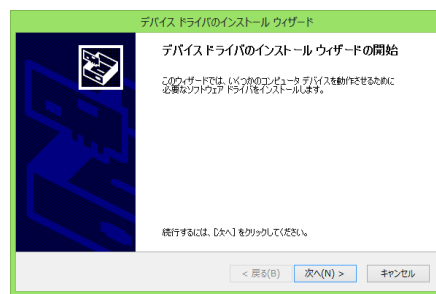 デバイス ドライバのインストール ウィザード
デバイス ドライバのインストール ウィザードの開始
このウィザードでは、いくつかのコンピュータ デバイスを動作させるために
必要なソフトウェア ドライバをインストールします。
続行するには、[次へ] をクリックしてください。
< 戻る(B) 次へ(N) > キャンセル